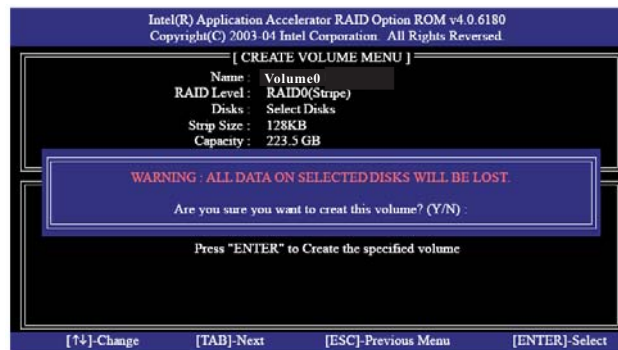 Intel(R) Application Accelerator RAID Option ROM v4.0.6180
Copyright(C) 2003-04 Intel Corporation. All Rights Reversed.
[ CREATE VOLUME MENU ]
Name : Volume0
RAID Level : RAID0(Stripe)
Disks : Select Disks
Strip Size : 128KB
Capacity : 223.5 GB
WARNING : ALL DATA ON SELECTED DISKS WILL BE LOST.
Are you sure you want to creat this volume? (Y/N) :
Press "ENTER" to Create the specified volume
[↑↓]-Change [TAB]-Next [ESC]-Previous Menu [ENTER]-Select